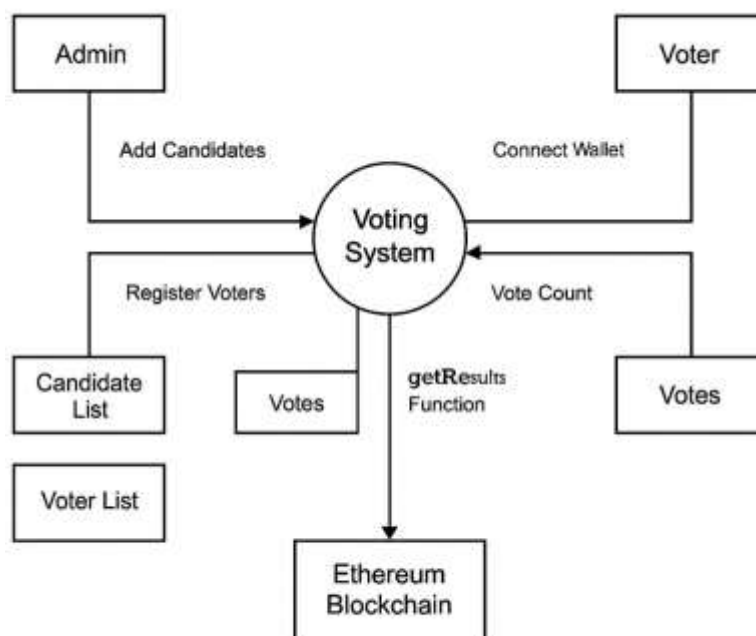 Admin
Voter
Add Candidates
Connect Wallet
Voting
System
Register Voters
Vote Count
Candidate
List
Votes
getResults
Function
Votes
Voter List
Ethereum
Blockchain